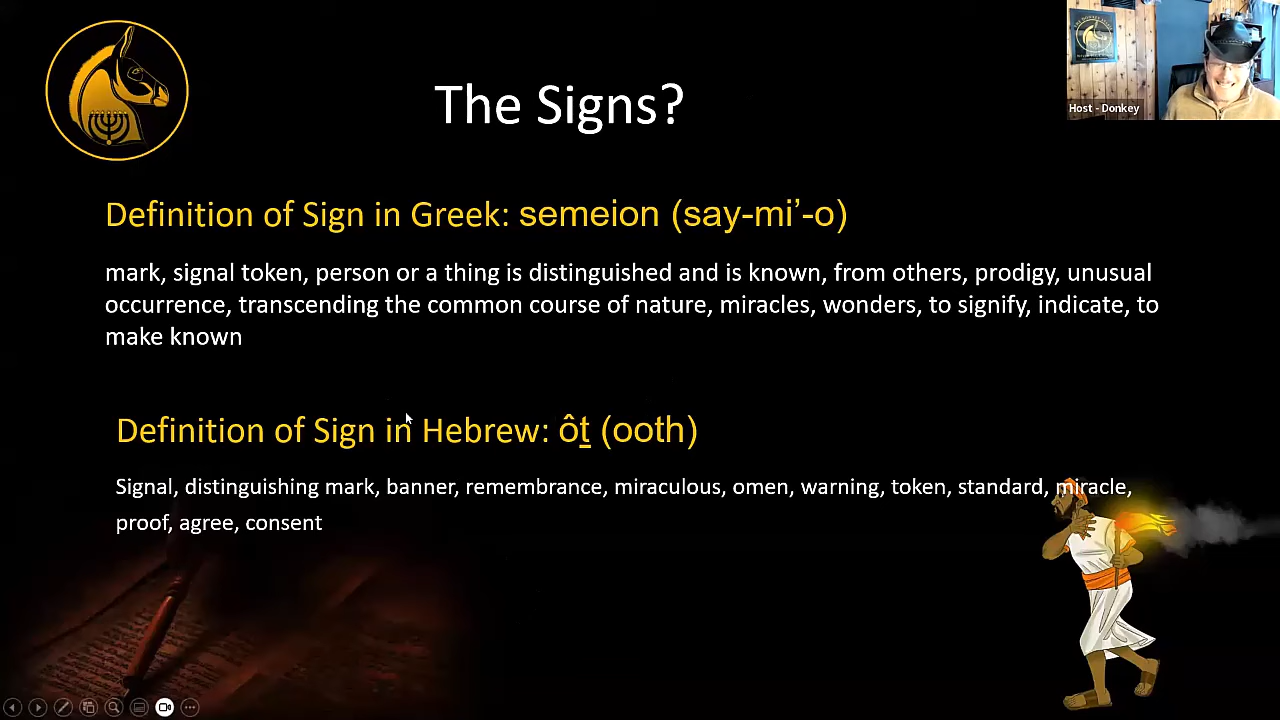 The Signs?
Host - Donkey
Definition of Sign in Greek: semeion (say-mi’-o)
mark, signal token, person or a thing is distinguished and is known, from others, prodigy, unusual
occurrence, transcending the common course of nature, miracles, wonders, to signify, indicate, to
make known
Definition of Sign in Hebrew: ôṯ (ooth)
Signal, distinguishing mark, banner, remembrance, miraculous, omen, warning, token, standard, miracle,
proof, agree, consent